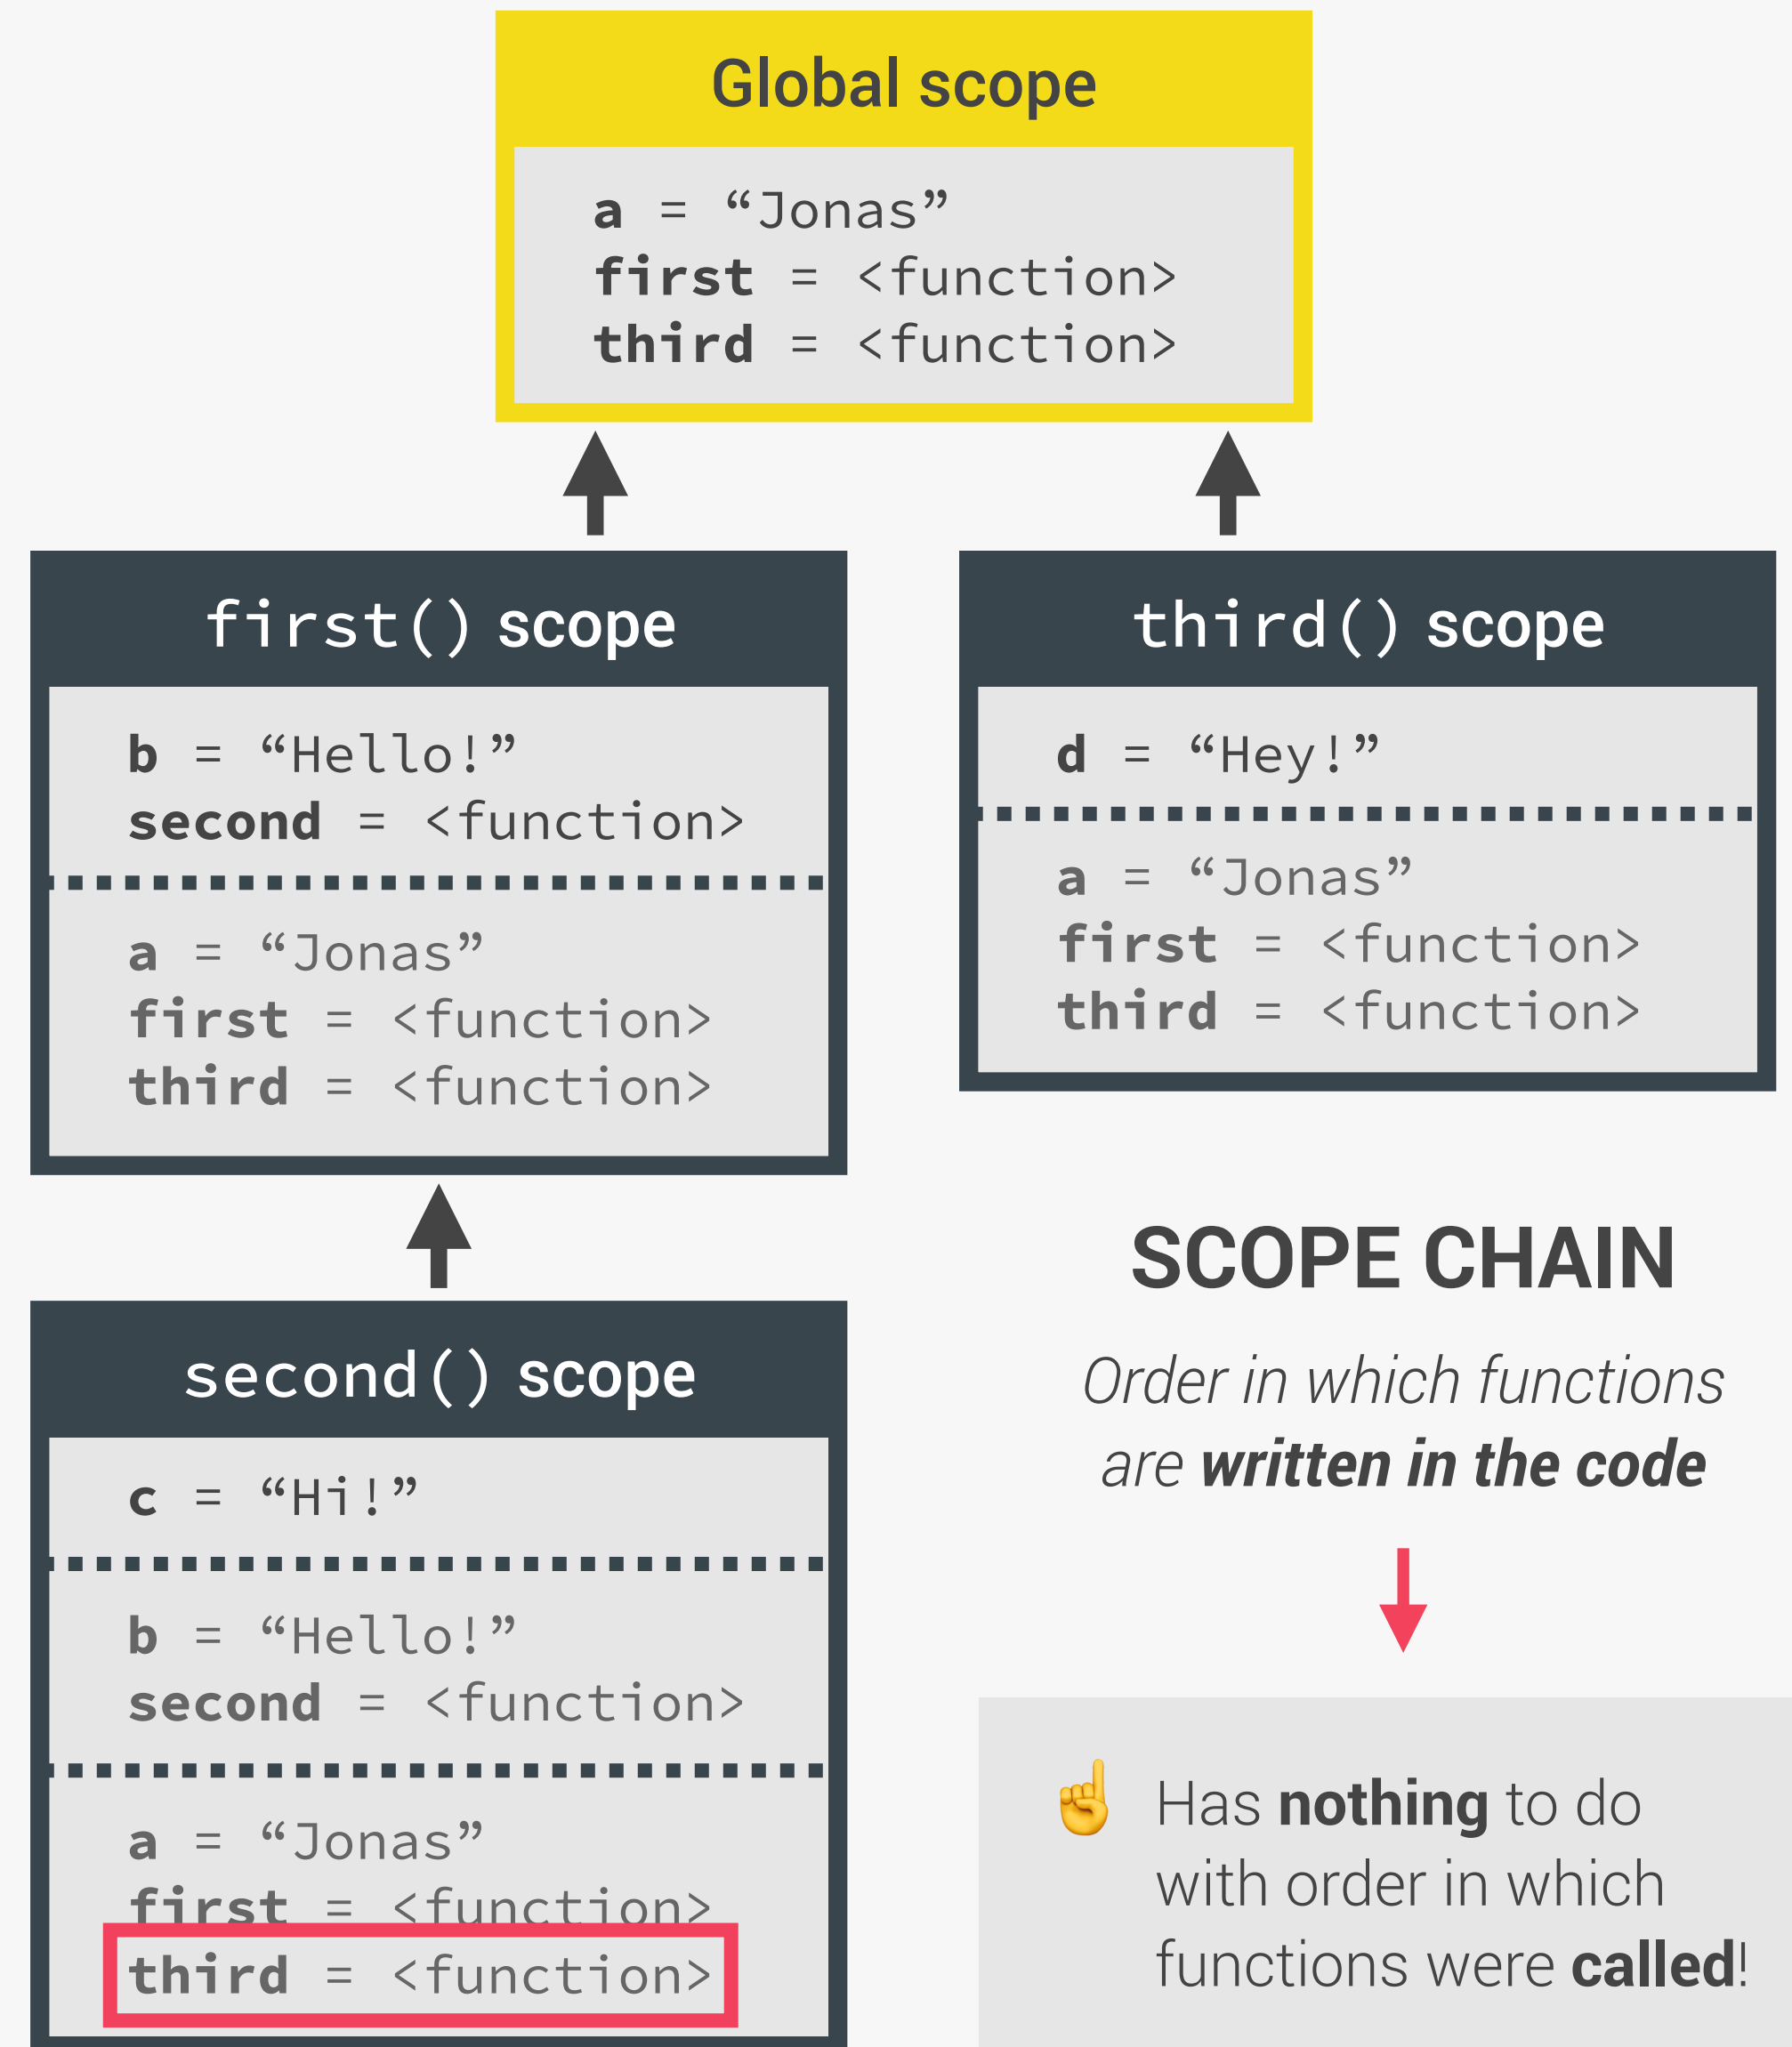 Global scope
a = “Jonas”
first = <function>
third = <function>
first() scope
b = “Hello!”
second = <function>
a = “Jonas”
first = <function>
third = <function>
third() scope
d = “Hey!”
a = “Jonas”
first = <function>
third = <function>
second() scope
c = “Hi!”
b = “Hello!”
second = <function>
a = “Jonas”
first = <function>
third = <function>
SCOPE CHAIN
Order in which functions
are written in the code
☝️ Has nothing to do
with order in which
functions were called!